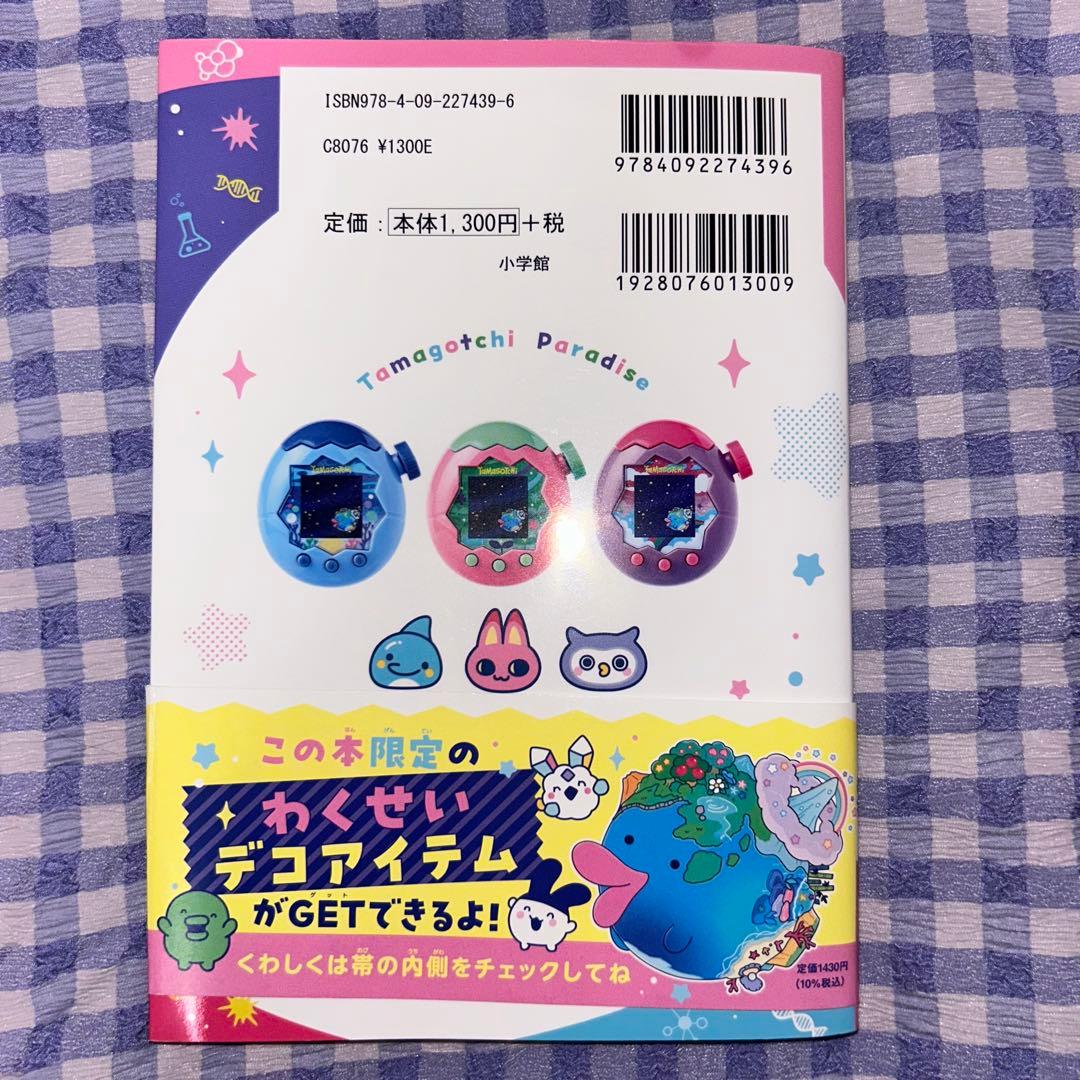 ISBN978-4-09-227439-6
9784092274396
C8076 ¥1300E
定価：本体1,300円+税
小学館
1928076013009
Tamagotchi Paradise
TaMaGoTCHi
TaMaGoTCHi
TaMaGoTCHi
この本限定の
わくせい
デコアイテム
がGETできるよ!
くわしくは帯の内側をチェックしてね
定価1430円
(10%税込)